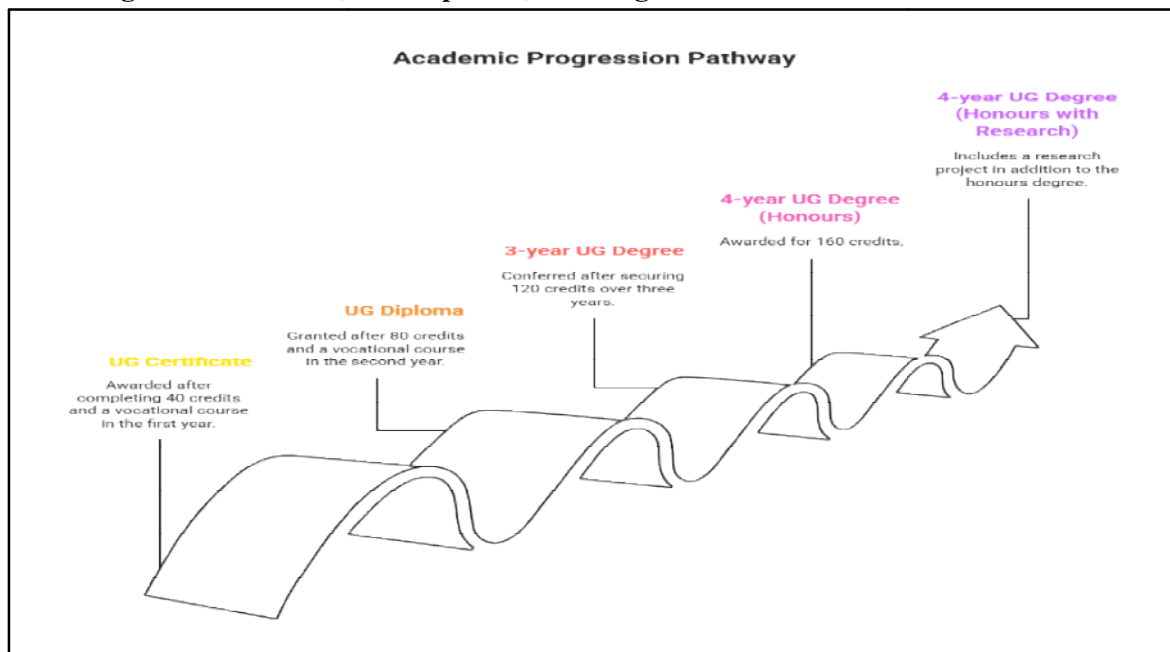 Academic Progression Pathway
4-year UG Degree
(Honours with
Research)
Includes a research
project in addition to the
honours degree.
4-year UG Degree
(Honours)
Awarded for 160 credits.
3-year UG Degree
Conferred after securing
120 credits over three
years.
UG Diploma
Granted after 80 credits
and a vocational course
in the second year.
UG Certificate
Awarded after
completing 40 credits
and a vocational course
in the first year.